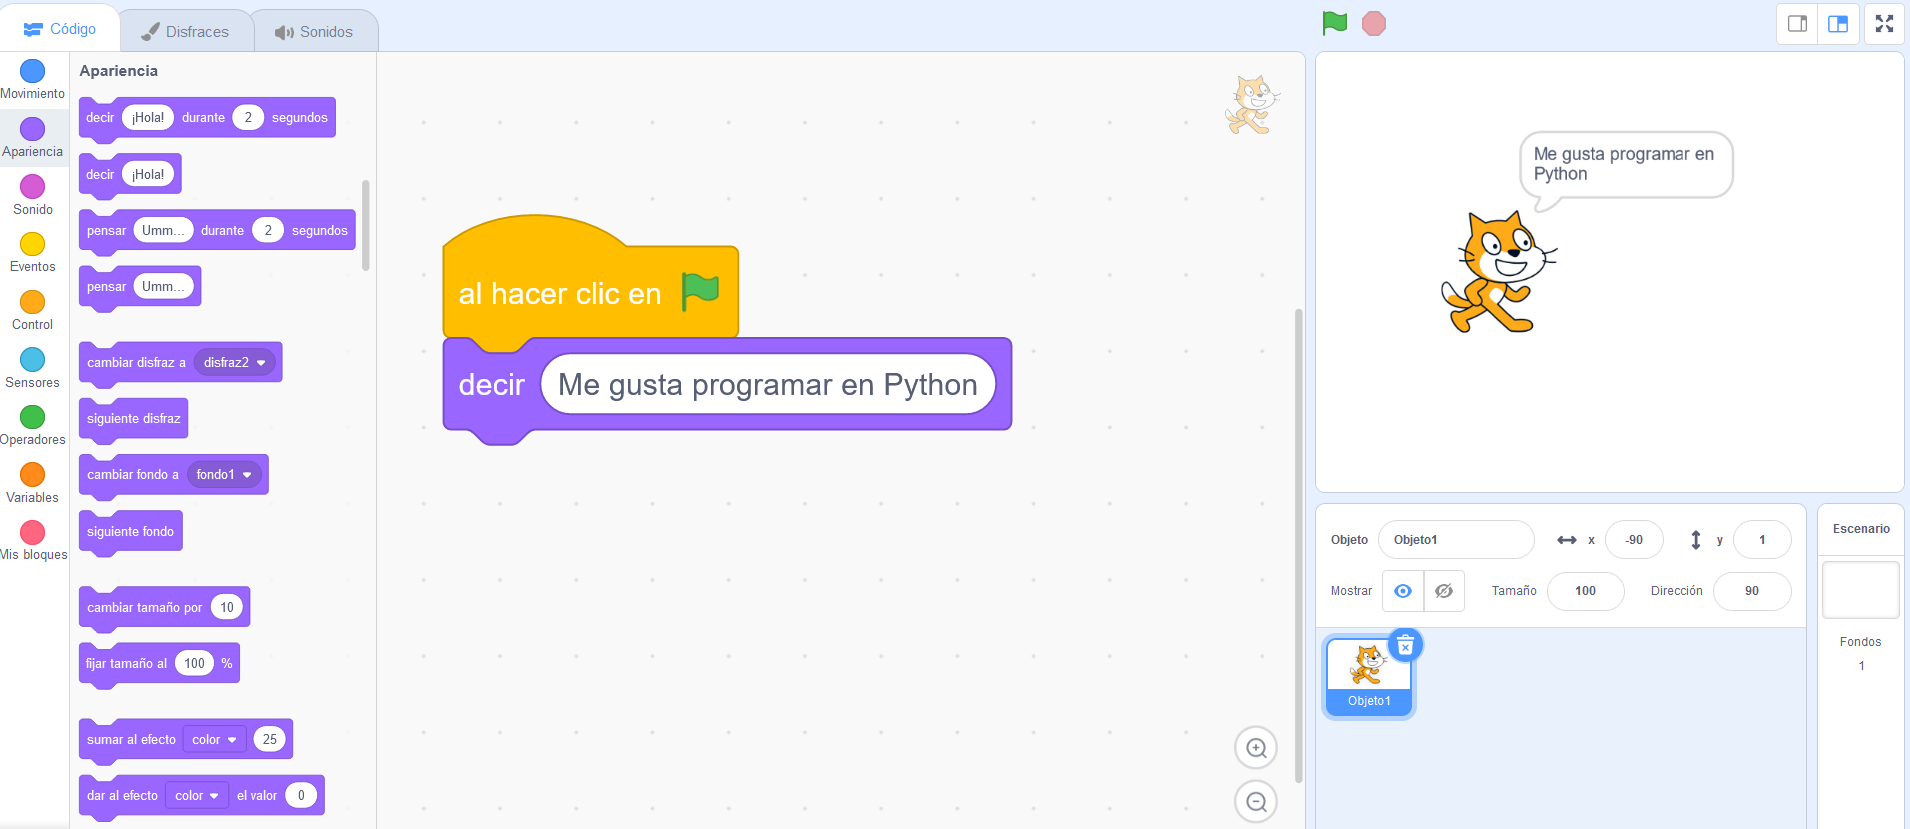 Código
Disfraces
Sonidos
Movimiento
Apariencia
Sonido
Eventos
Control
Sensores
Operadores
Variables
Mis bloques
Apariencia
decir ¡Hola! durante 2 segundos
decir ¡Hola!
pensar Umm... durante 2 segundos
pensar Umm...
cambiar disfraz a disfraz2
siguiente disfraz
cambiar fondo a fondo1
siguiente fondo
cambiar tamaño por 10
fijar tamaño al 100 %
sumar al efecto color 25
dar al efecto color el valor 0
al hacer clic en
decir Me gusta programar en Python
Me gusta programar en
Python
Objeto Objeto1 x -90 y 1
Mostrar Tamaño 100 Dirección 90
Objeto1
Escenario
Fondos
1